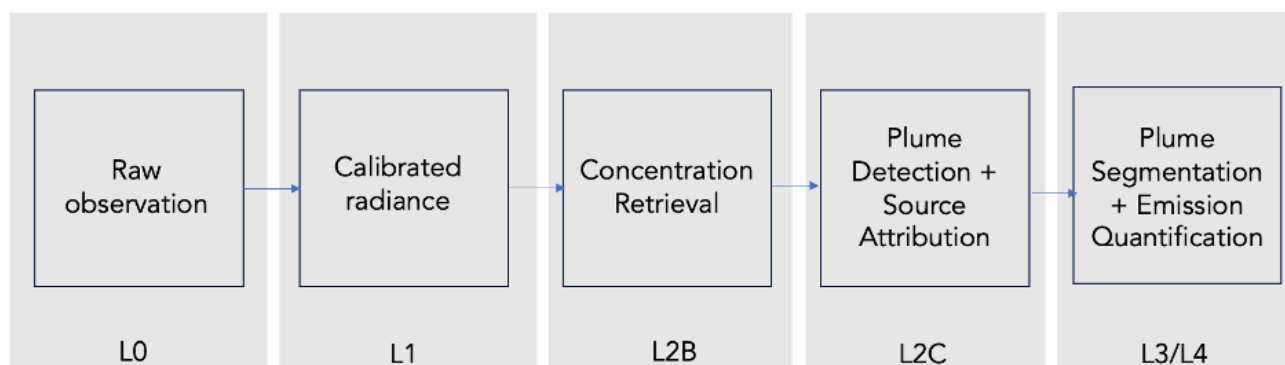 Raw
observation
Calibrated
radiance
Concentration
Retrieval
Plume
Detection +
Source
Attribution
Plume
Segmentation
+ Emission
Quantification
L0
L1
L2B
L2C
L3/L4